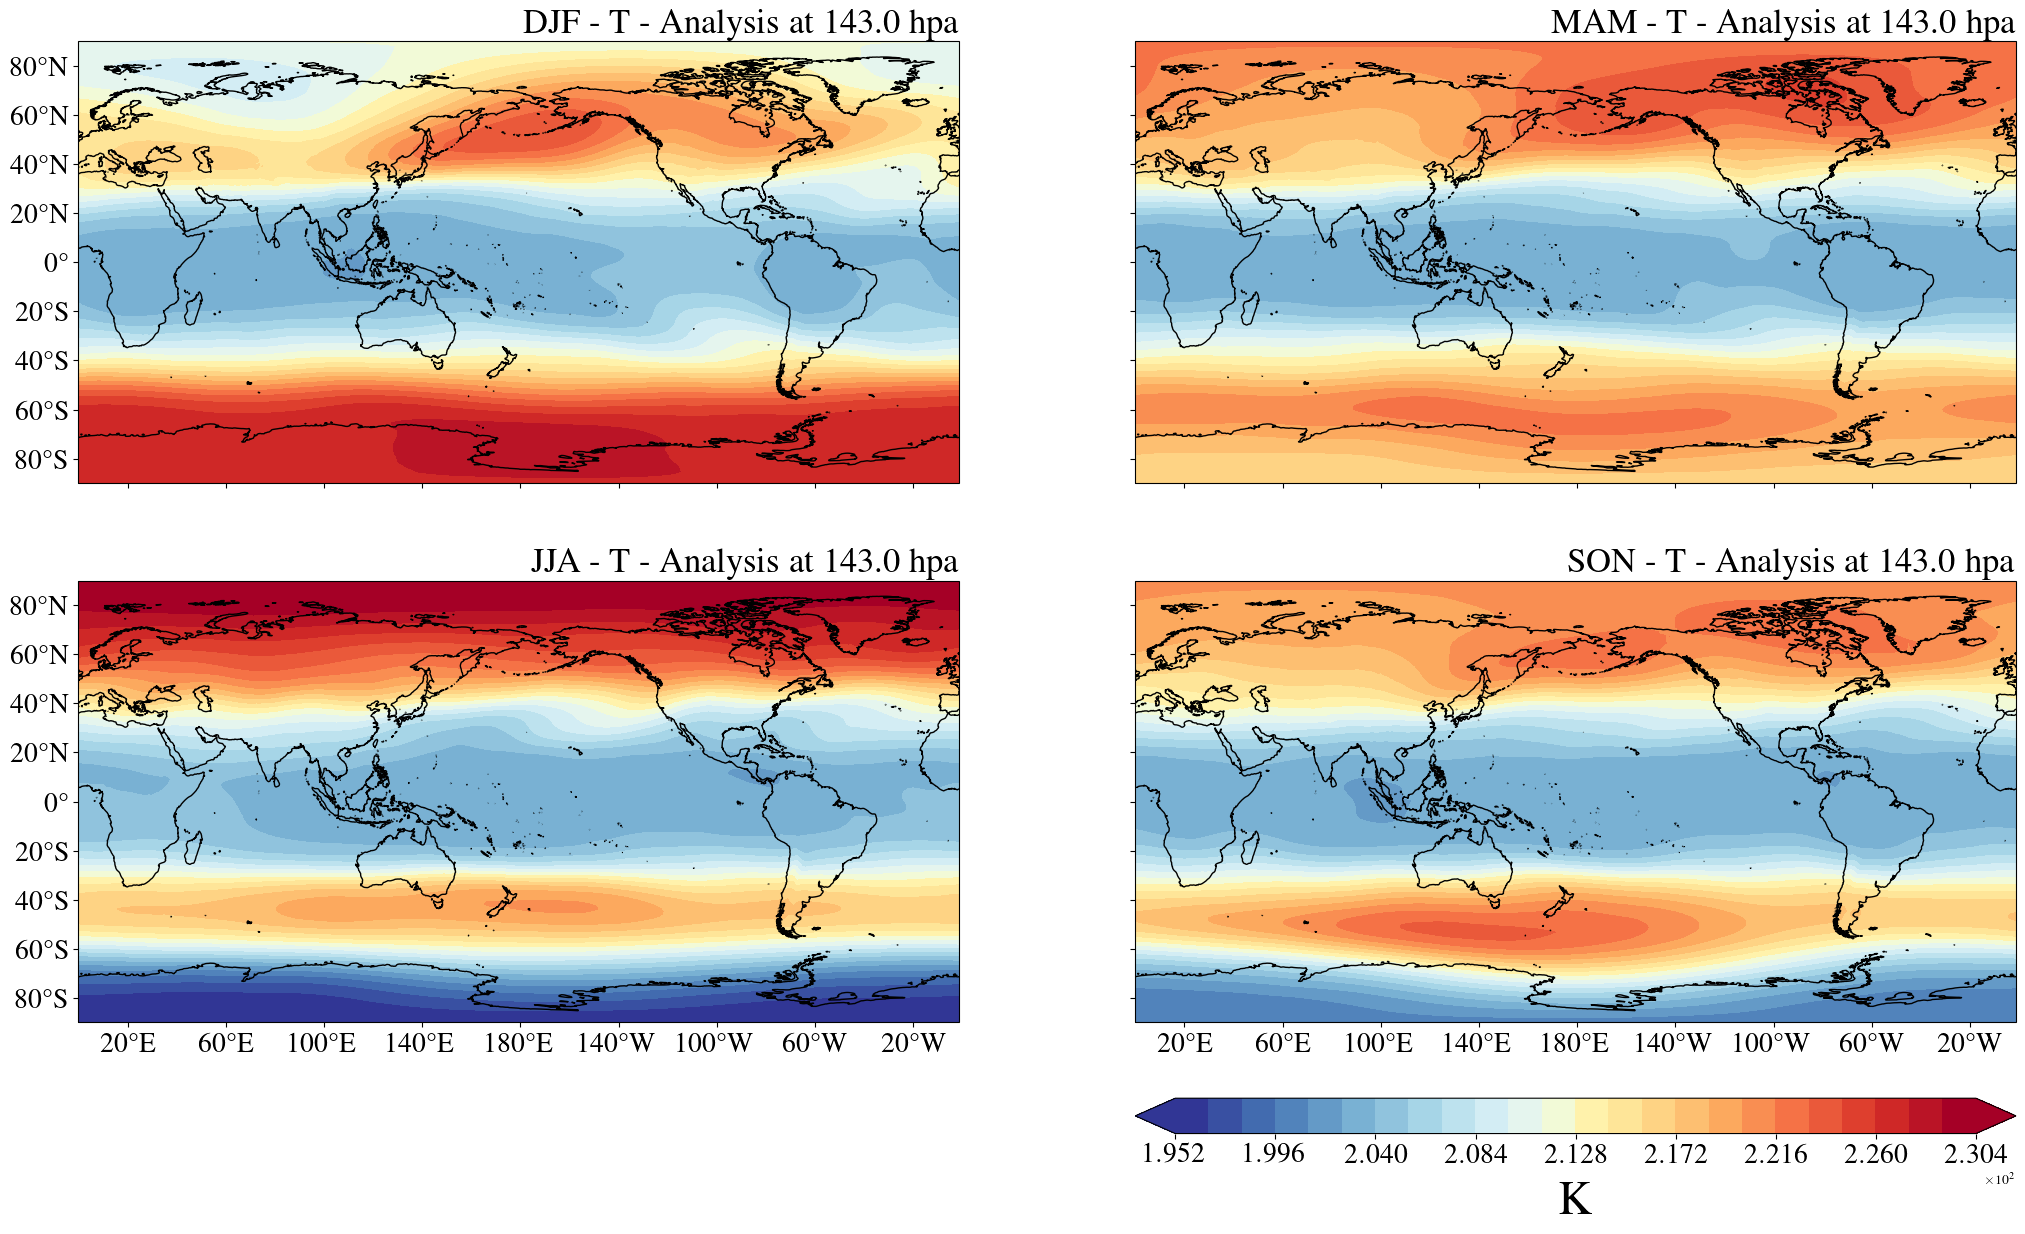 DJF - T - Analysis at 143.0 hpa
MAM - T - Analysis at 143.0 hpa
80°N
60°N
40°N
20°N
0°
20°S
40°S
60°S
80°S
JJA - T - Analysis at 143.0 hpa
SON - T - Analysis at 143.0 hpa
80°N
60°N
40°N
20°N
0°
20°S
40°S
60°S
80°S
20°E 60°E 100°E 140°E 180°E 140°W 100°W 60°W 20°W
20°E 60°E 100°E 140°E 180°E 140°W 100°W 60°W 20°W
1.952 1.996 2.040 2.084 2.128 2.172 2.216 2.260 2.304
×10²
K